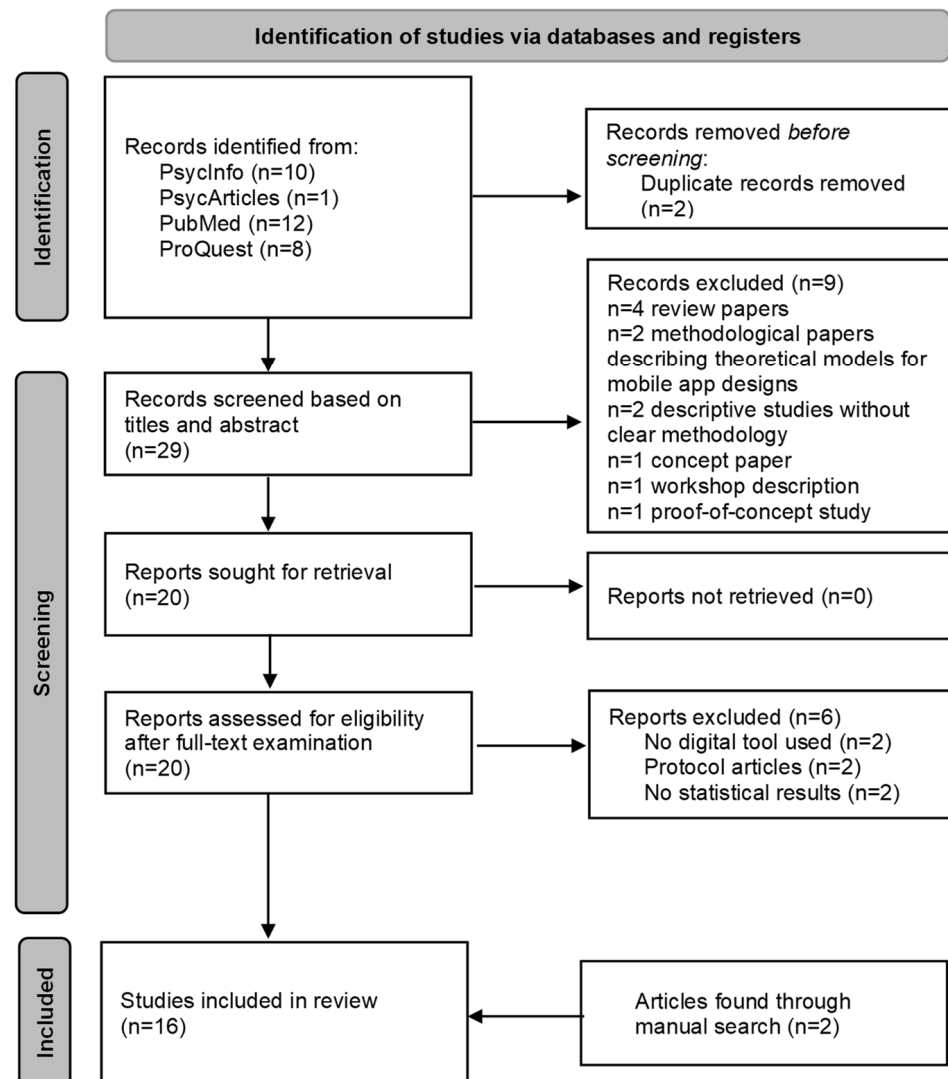 Identification of studies via databases and registers
Identification
Records identified from:
PsycInfo (n=10)
PsycArticles (n=1)
PubMed (n=12)
ProQuest (n=8)
Records removed before
screening:
Duplicate records removed
(n=2)
Screening
Records screened based on
titles and abstract
(n=29)
Records excluded (n=9)
n=4 review papers
n=2 methodological papers
describing theoretical models for
mobile app designs
n=2 descriptive studies without
clear methodology
n=1 concept paper
n=1 workshop description
n=1 proof-of-concept study
Reports sought for retrieval
(n=20)
Reports not retrieved (n=0)
Reports assessed for eligibility
after full-text examination
(n=20)
Reports excluded (n=6)
No digital tool used (n=2)
Protocol articles (n=2)
No statistical results (n=2)
Included
Studies included in review
(n=16)
Articles found through
manual search (n=2)